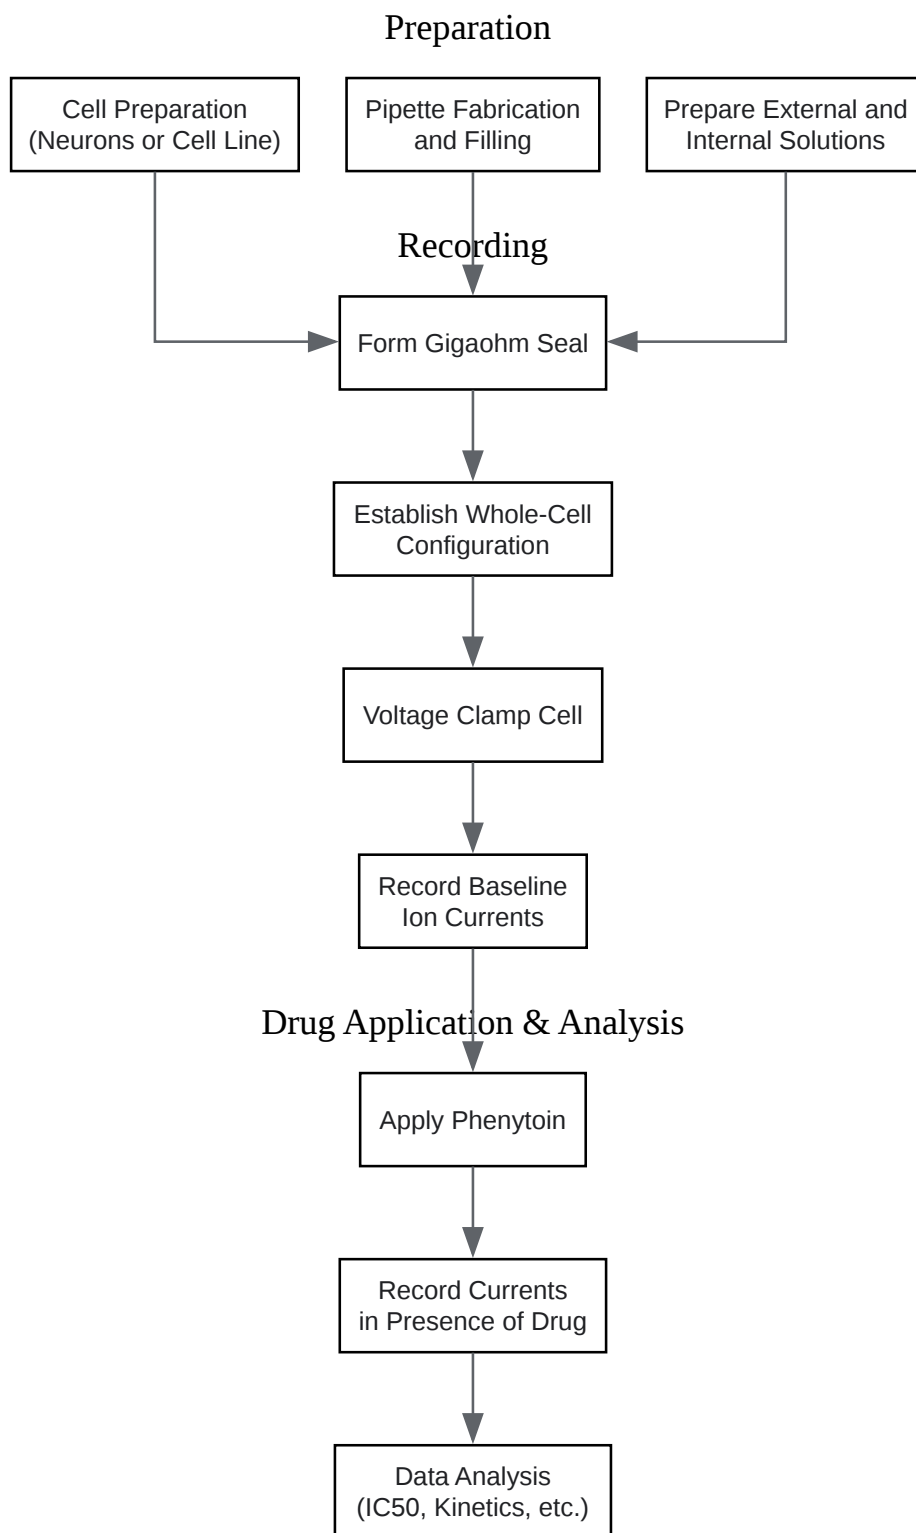 Preparation
Cell Preparation
(Neurons or Cell Line)
Pipette Fabrication
and Filling
Prepare External and
Internal Solutions
Recording
Form Gigaohm Seal
Establish Whole-Cell
Configuration
Voltage Clamp Cell
Record Baseline
Ion Currents
Drug Application & Analysis
Apply Phenytoin
Record Currents
in Presence of Drug
Data Analysis
(IC50, Kinetics, etc.)